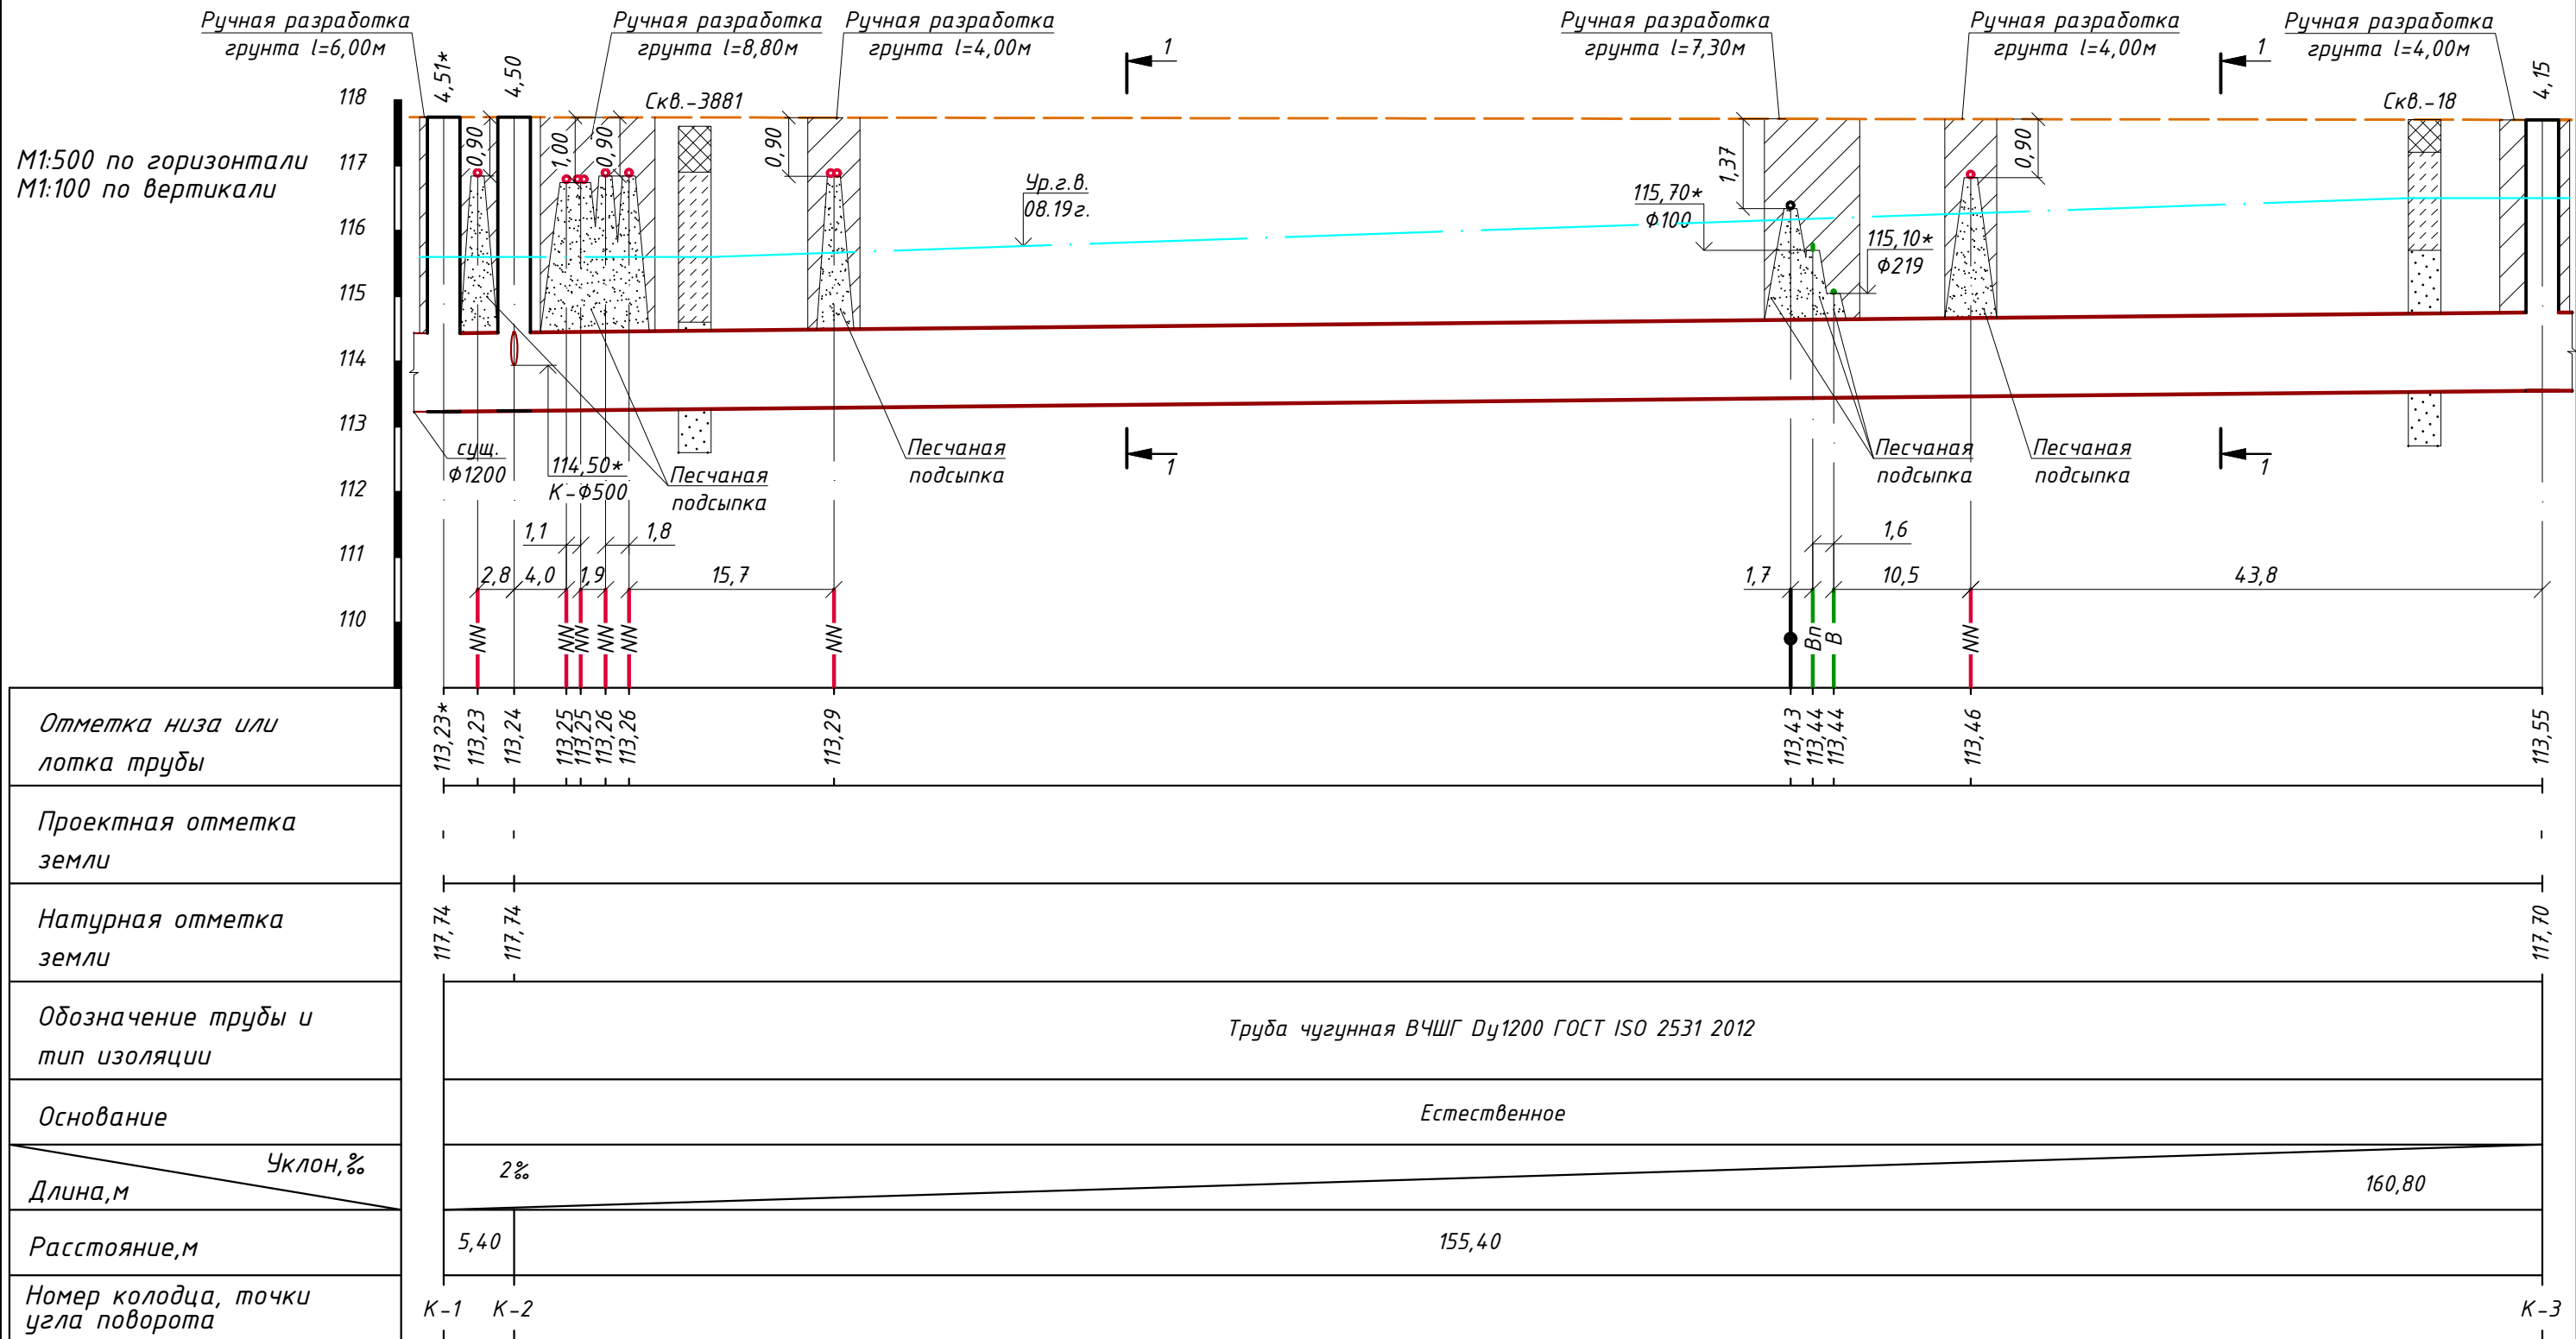 Ручная разработка
грунта l=6,00м
Ручная разработка
грунта l=8,80м
Ручная разработка
грунта l=4,00м
Ручная разработка
грунта l=7,30м
Ручная разработка
грунта l=4,00м
Ручная разработка
грунта l=4,00м
1
1
4,51*
4,50
4,15
Скв.-3881
Скв.-18
М1:500 по горизонтали
М1:100 по вертикали
118
117
116
115
114
113
112
111
110
0,90
1,00
0,90
0,90
1,37
0,90
Ур.г.в.
08.19г.
115,70*
Ф100
115,10*
Ф219
сущ.
Ф1200
114,50*
К-Ф500
Песчаная
подсыпка
Песчаная
подсыпка
Песчаная
подсыпка
Песчаная
подсыпка
1
1
1,1
1,8
1,6
2,8
4,0
1,9
15,7
1,7
10,5
43,8
NN
NN
NN
NN
NN
NN
Вп
В
NN
Отметка низа или
лотка трубы
113,23*
113,23
113,24
113,25
113,25
113,26
113,26
113,29
113,43
113,44
113,44
113,46
113,55
Проектная отметка
земли
-
-
-
Натурная отметка
земли
117,74
117,74
117,70
Обозначение трубы и
тип изоляции
Труба чугунная ВЧШГ Dу1200 ГОСТ ISO 2531 2012
Основание
Естественное
Уклон,‰
Длина,м
2‰
160,80
Расстояние,м
5,40
155,40
Номер колодца, точки
угла поворота
К-1
К-2
К-3